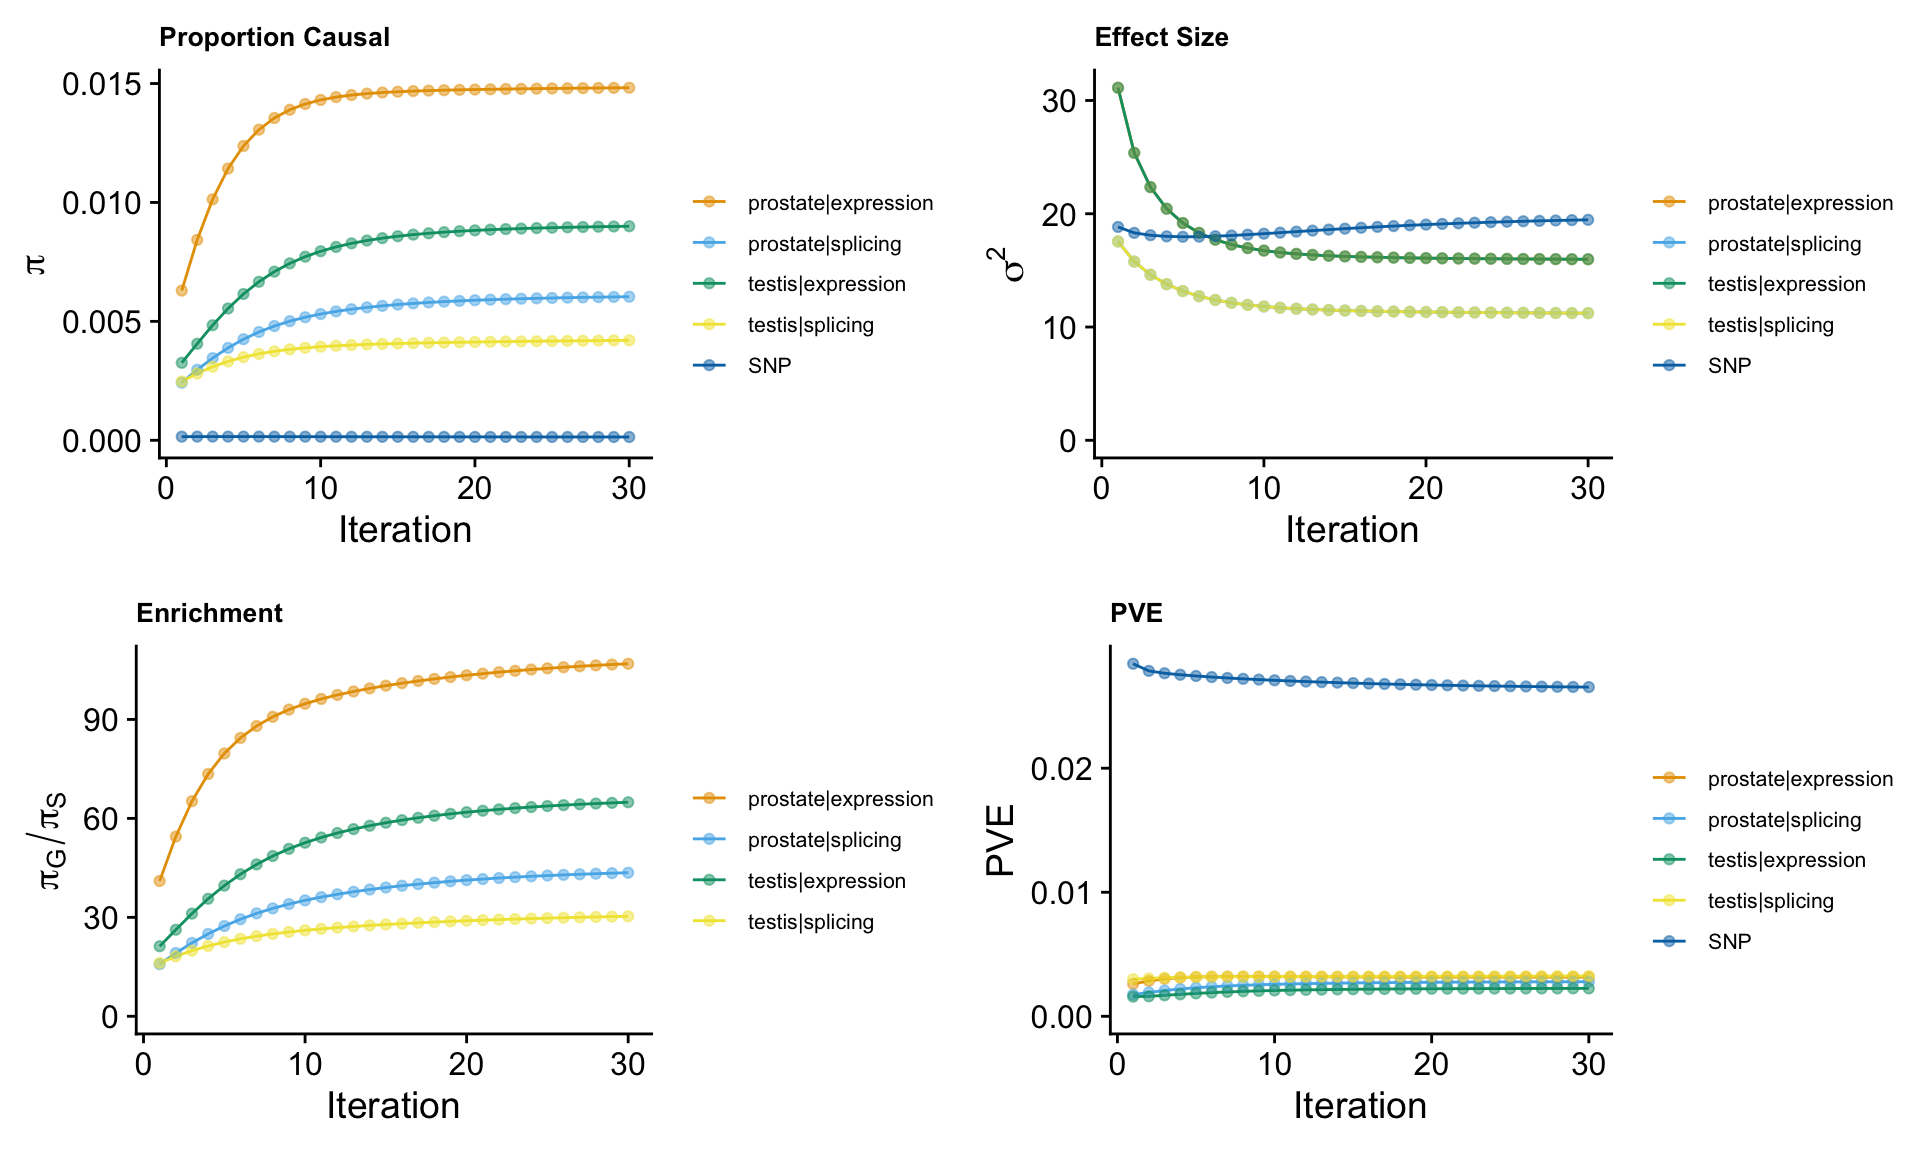 Proportion Causal
π
0.015
0.010
0.005
0.000
0 10 20 30
Iteration
prostate|expression
prostate|splicing
testis|expression
testis|splicing
SNP
Effect Size
σ²
30
20
10
0
0 10 20 30
Iteration
prostate|expression
prostate|splicing
testis|expression
testis|splicing
SNP
Enrichment
πG/πS
90
60
30
0
0 10 20 30
Iteration
prostate|expression
prostate|splicing
testis|expression
testis|splicing
PVE
PVE
0.02
0.01
0.00
0 10 20 30
Iteration
prostate|expression
prostate|splicing
testis|expression
testis|splicing
SNP